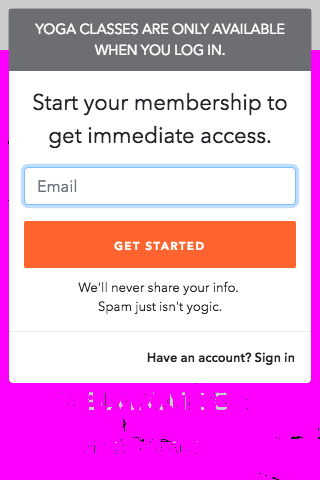 YOGA CLASSES ARE ONLY AVAILABLE
WHEN YOU LOG IN.
Start your membership to
get immediate access.
Email
GET STARTED
We'll never share your info.
Spam just isn't yogic.
Have an account? Sign in